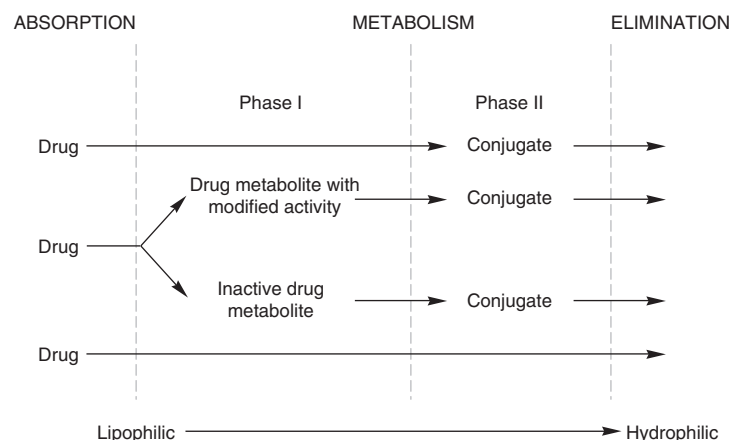 ABSORPTION METABOLISM ELIMINATION
Phase I Phase II
Drug Conjugate
Drug metabolite with
modified activity Conjugate
Drug
Inactive drug
metabolite Conjugate
Drug
Lipophilic Hydrophilic